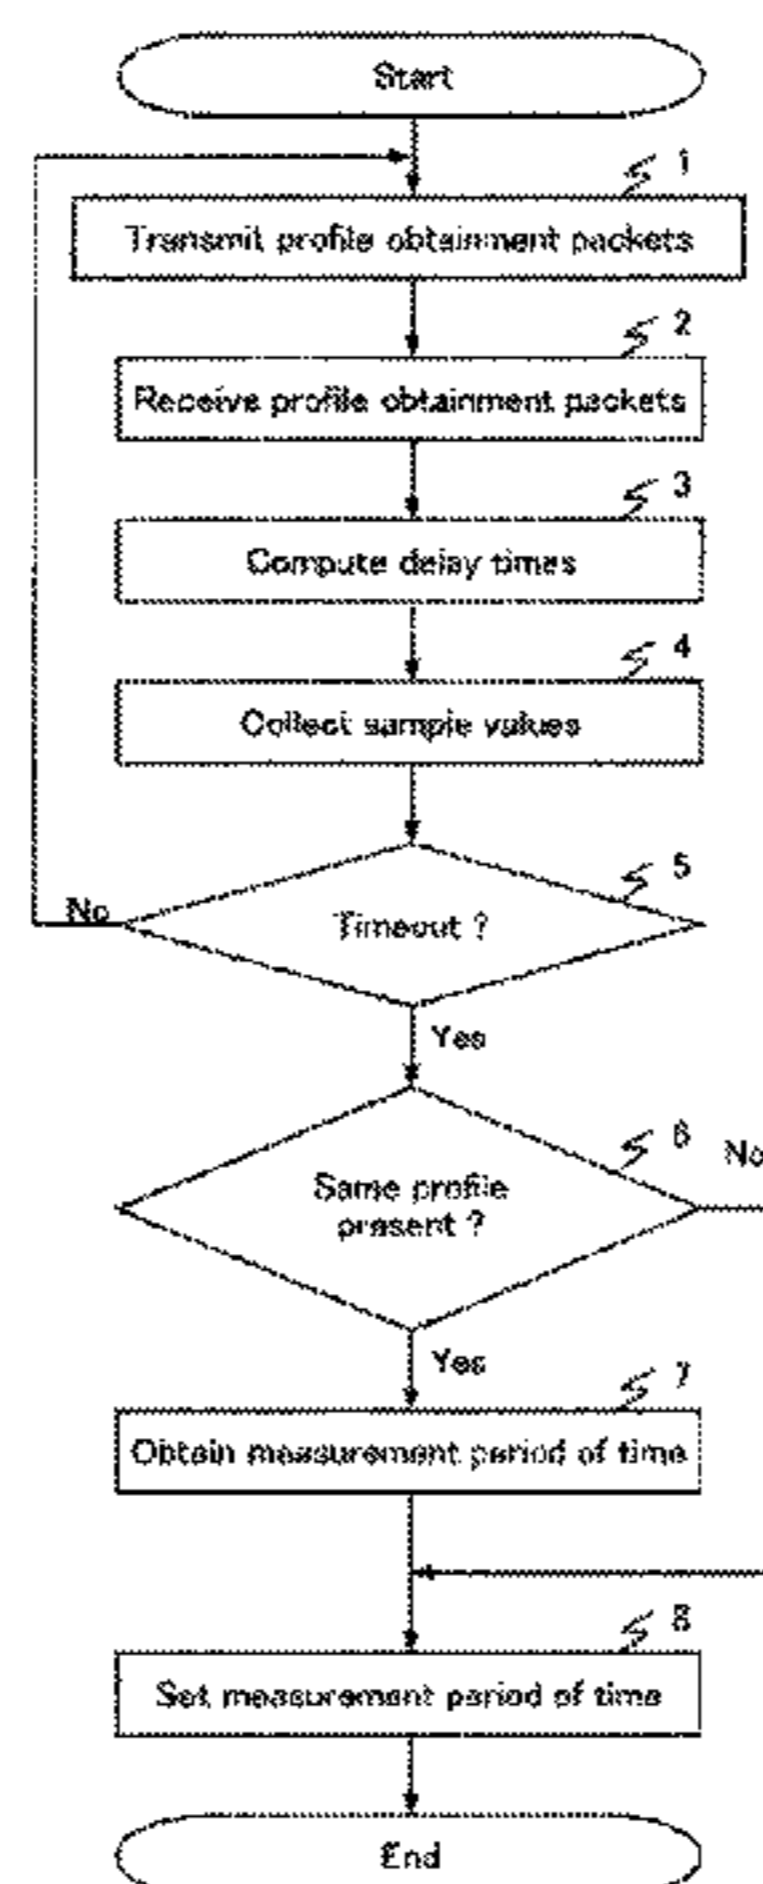 Start
1
Transmit profile obtainment packets
2
Receive profile obtainment packets
3
Compute delay times
4
Collect sample values
5
No
Timeout ?
Yes
6
No
Same profile
present ?
Yes
7
Obtain measurement period of time
8
Set measurement period of time
End